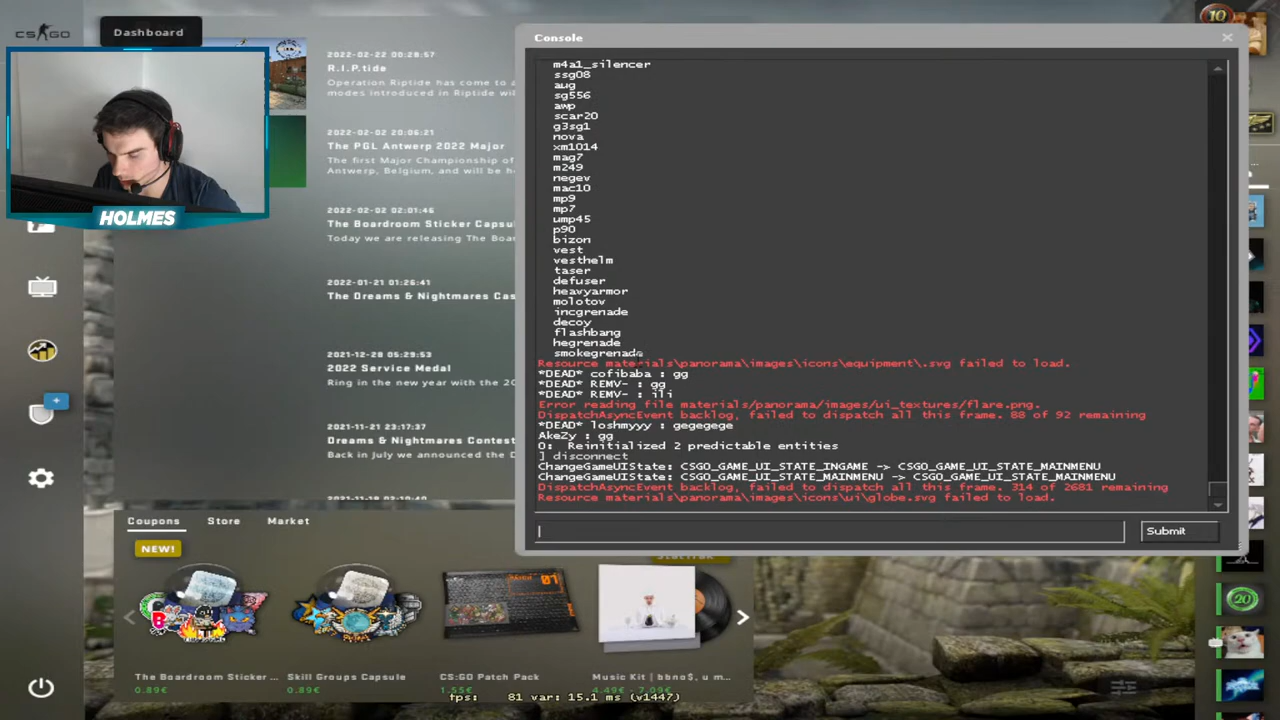 CS:GO
Dashboard
10
HOLMES
2022-02-22 00:28:57
R.I.P.tide
Operation Riptide has come to a
modes introduced in Riptide wil
2022-02-02 20:06:21
The PGL Antwerp 2022 Major
The first Major Championship of
Antwerp, Belgium, and will be h
2022-02-02 02:01:46
The Boardroom Sticker Capsu
Today we are releasing The Boa
2022-01-21 01:26:41
The Dreams & Nightmares Cas
2021-12-28 05:29:53
2022 Service Medal
Ring in the new year with the 20
2021-11-21 23:17:37
Dreams & Nightmares Contest
Back in July we announced the D
Console
m4a1_silencer
ssg08
aug
sg556
awp
scar20
g3sg1
nova
xm1014
mag7
m249
negev
mac10
mp9
mp7
ump45
p90
bizon
vest
vesthelm
taser
defuser
heavyarmor
molotov
incgrenade
decoy
flashbang
hegrenade
smokegrenade
Resource materials\panorama\images\icons\equipment\.svg failed to load.
*DEAD* cofibaba : gg
*DEAD* REMV- : gg
*DEAD* REMV- : ili
Error reading file materials/panorama/images/ui_textures/flare.png.
DispatchAsyncEvent backlog, failed to dispatch all this frame. 88 of 92 remaining
*DEAD* loshmyyy : gegegege
AkeZy : gg
0: Reinitialized 2 predictable entities
] disconnect
ChangeGameUIState: CSGO_GAME_UI_STATE_INGAME -> CSGO_GAME_UI_STATE_MAINMENU
ChangeGameUIState: CSGO_GAME_UI_STATE_MAINMENU -> CSGO_GAME_UI_STATE_MAINMENU
DispatchAsyncEvent backlog, failed to dispatch all this frame. 314 of 2681 remaining
Resource materials\panorama\images\icons\ui\globe.svg failed to load.
Submit
Coupons Store Market
NEW!
The Boardroom Sticker ...
0.89€
Skill Groups Capsule
0.89€
CS:GO Patch Pack
1.55€
Music Kit | bbno$, u m...
4.49€ - 7.09€
fps: 81 var: 15.1 ms (v1447)
20